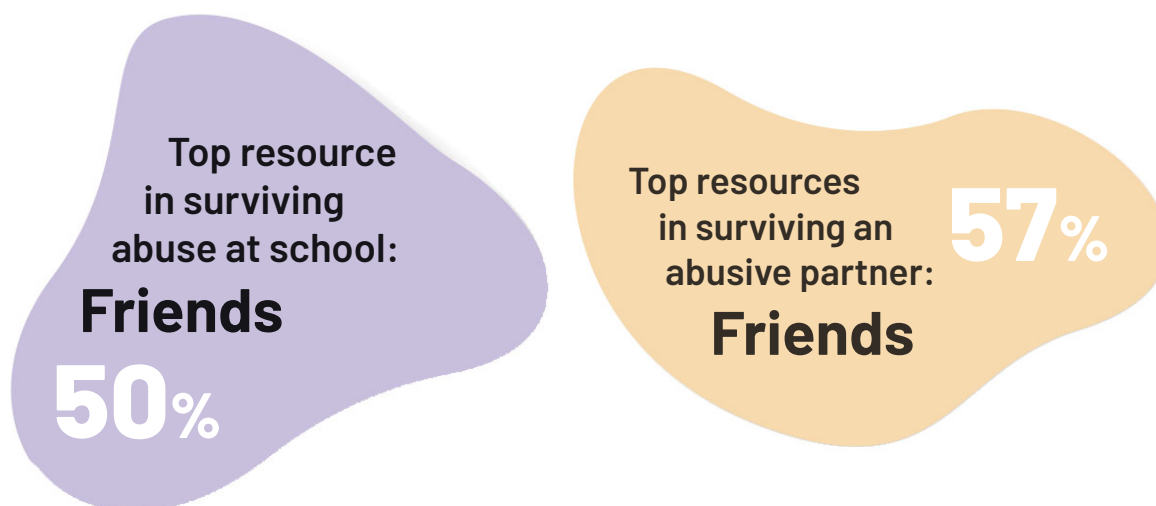 Top resource
in surviving
abuse at school:
Friends
50%
Top resources
in surviving an
abusive partner:
Friends
57%